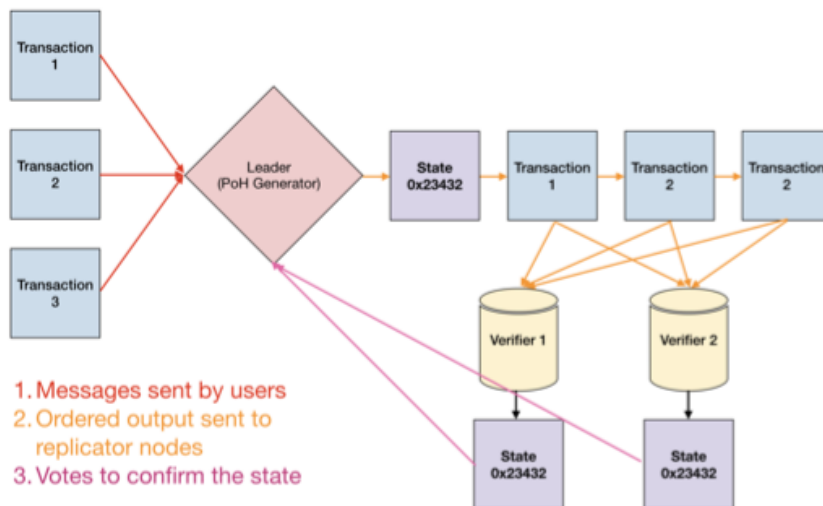 Transaction
1
Transaction
2
Transaction
3
Leader
(PoH Generator)
State
0x23432
Transaction
1
Transaction
2
Transaction
2
Verifier 1
Verifier 2
State
0x23432
State
0x23432
1. Messages sent by users
2. Ordered output sent to
replicator nodes
3. Votes to confirm the state